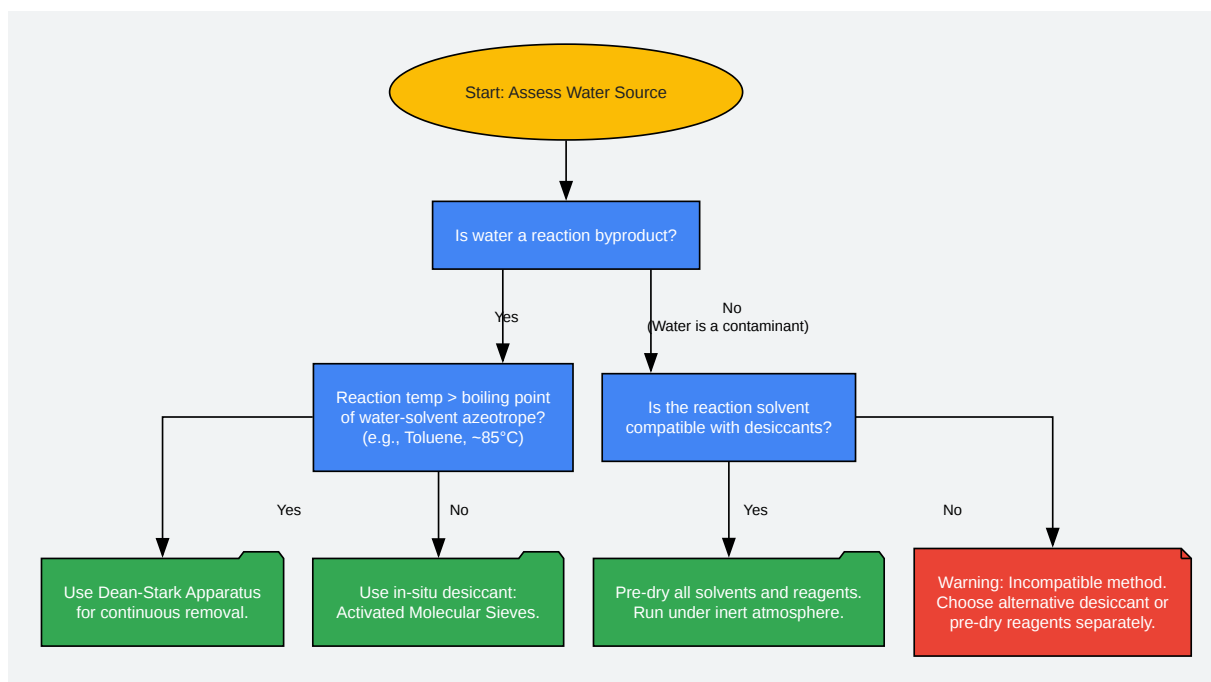 Start: Assess Water Source
Is water a reaction byproduct?
Yes
No
(Water is a contaminant)
Reaction temp > boiling point
of water-solvent azeotrope?
(e.g., Toluene, ~85°C)
Is the reaction solvent
compatible with desiccants?
Yes
No
Yes
No
Use Dean-Stark Apparatus
for continuous removal.
Use in-situ desiccant:
Activated Molecular Sieves.
Pre-dry all solvents and reagents.
Run under inert atmosphere.
Warning: Incompatible method.
Choose alternative desiccant or
pre-dry reagents separately.